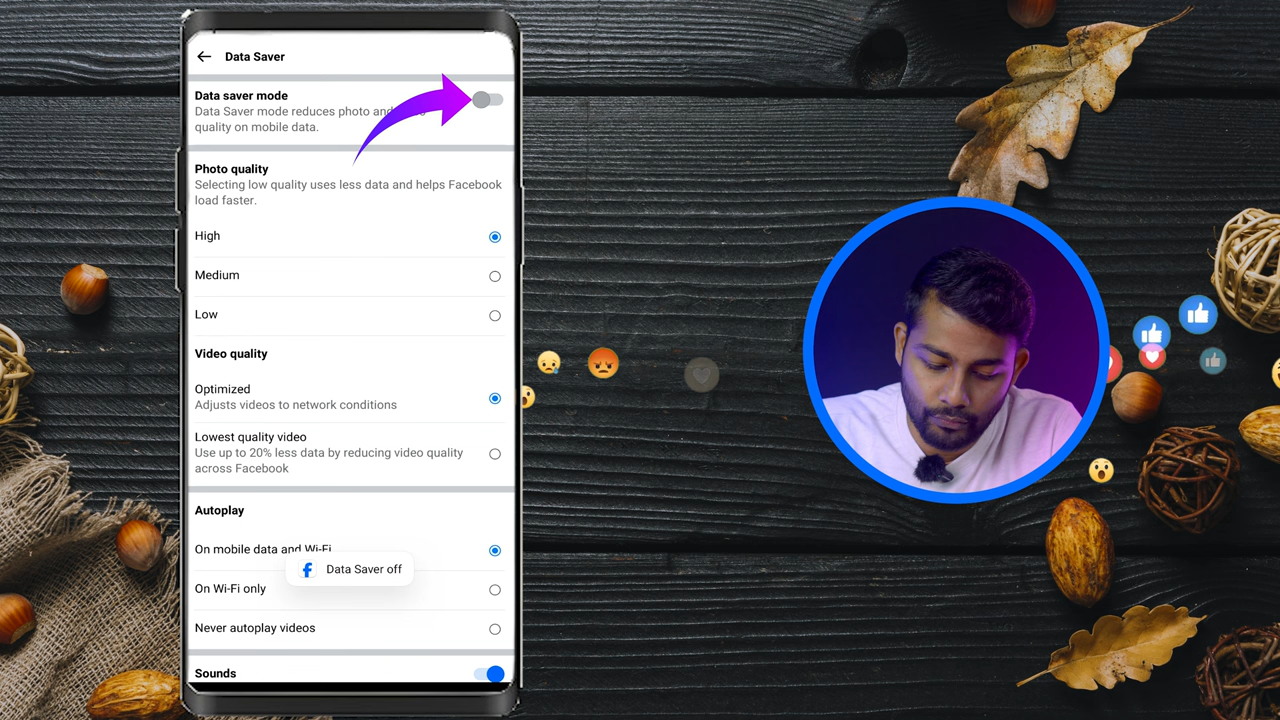 Data Saver
Data saver mode
Data Saver mode reduces photo and
quality on mobile data.
Photo quality
Selecting low quality uses less data and helps Facebook
load faster.
High
Medium
Low
Video quality
Optimized
Adjusts videos to network conditions
Lowest quality video
Use up to 20% less data by reducing video quality
across Facebook
Autoplay
On mobile data and Wi-Fi
Data Saver off
On Wi-Fi only
Never autoplay videos
Sounds